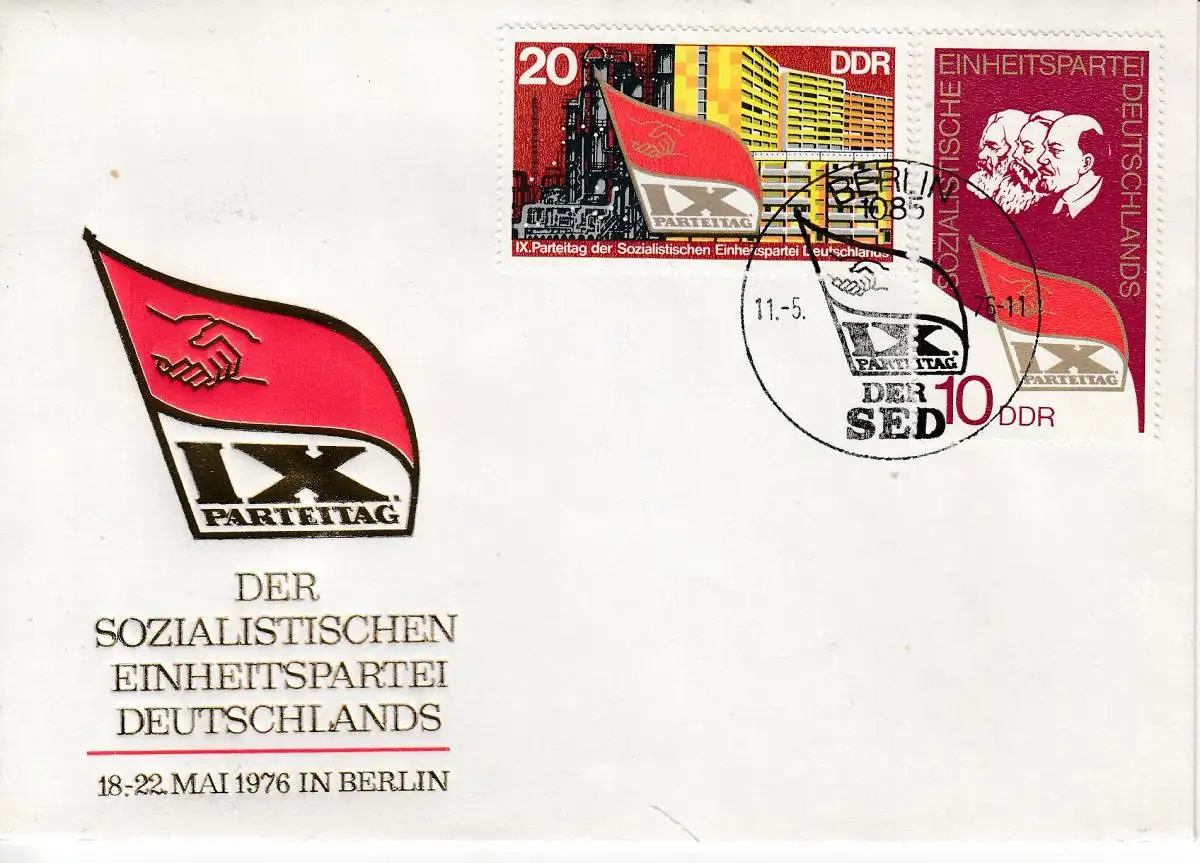 20 DDR
IX
PARTEITAG
IX. Parteitag der Sozialistischen Einheitspartei Deutschlands
SOZIALISTISCHE EINHEITSPARTEI DEUTSCHLANDS
IX.
PARTEITAG
10 DDR
BERLIN
1085
11.-5. 76-11
IX.
PARTEITAG
DER
SED
IX.
PARTEITAG
DER
SOZIALISTISCHEN
EINHEITSPARTEI
DEUTSCHLANDS
18.-22. MAI 1976 IN BERLIN